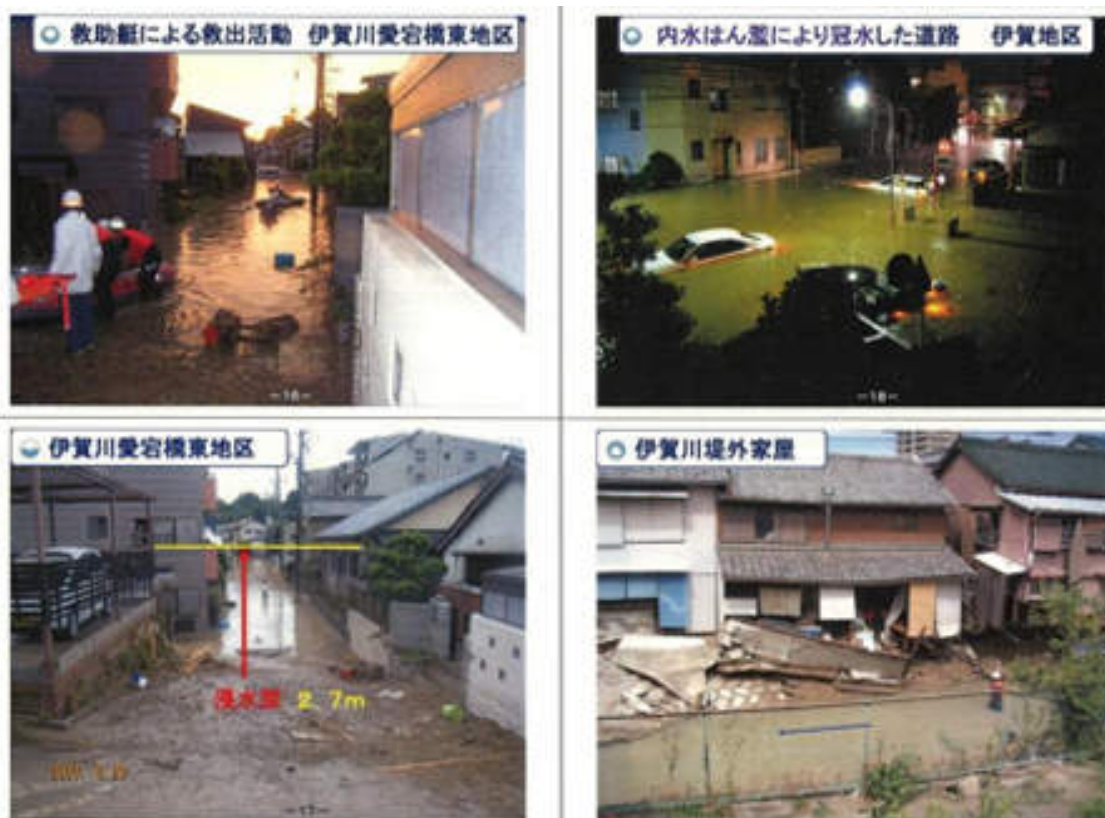 救助艇による救出活動 伊賀川愛宕橋東地区
−16−
内水はん濫により冠水した道路 伊賀地区
−18−
伊賀川愛宕橋東地区
浸水深 2.7m
−17−
伊賀川堤外家屋